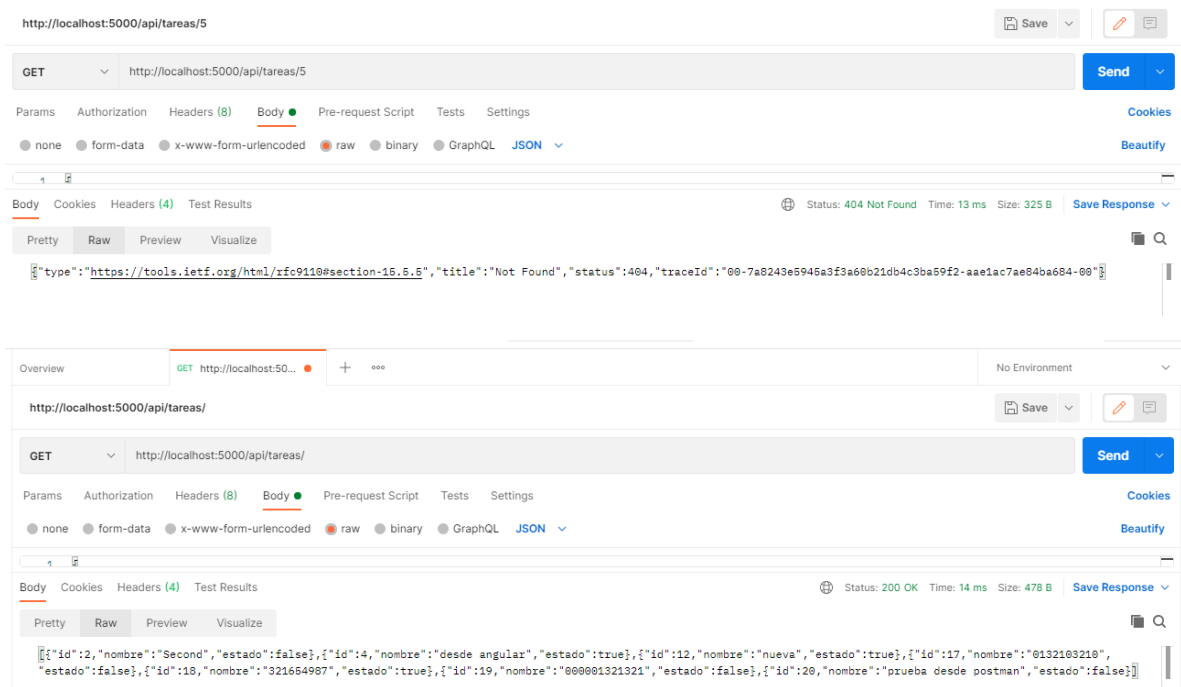 http://localhost:5000/api/tareas/5 Save
GET http://localhost:5000/api/tareas/5 Send
Params Authorization Headers (8) Body Pre-request Script Tests Settings Cookies
none form-data x-www-form-urlencoded raw binary GraphQL JSON Beautify
1 {
Body Cookies Headers (4) Test Results Status: 404 Not Found Time: 13 ms Size: 325 B Save Response
Pretty Raw Preview Visualize
{"type":"https://tools.ietf.org/html/rfc9110#section-15.5.5","title":"Not Found","status":404,"traceId":"00-7a8243e5945a3f3a60b21db4c3ba59f2-aae1ac7ae84ba684-00"}
Overview GET http://localhost:50... + ooo No Environment
http://localhost:5000/api/tareas/ Save
GET http://localhost:5000/api/tareas/ Send
Params Authorization Headers (8) Body Pre-request Script Tests Settings Cookies
none form-data x-www-form-urlencoded raw binary GraphQL JSON Beautify
1 {
Body Cookies Headers (4) Test Results Status: 200 OK Time: 14 ms Size: 478 B Save Response
Pretty Raw Preview Visualize
[{"id":2,"nombre":"Second","estado":false},{"id":4,"nombre":"desde angular","estado":true},{"id":12,"nombre":"nueva","estado":true},{"id":17,"nombre":"0132103210",
"estado":false},{"id":18,"nombre":"321654987","estado":true},{"id":19,"nombre":"000001321321","estado":false},{"id":20,"nombre":"prueba desde postman","estado":false}]